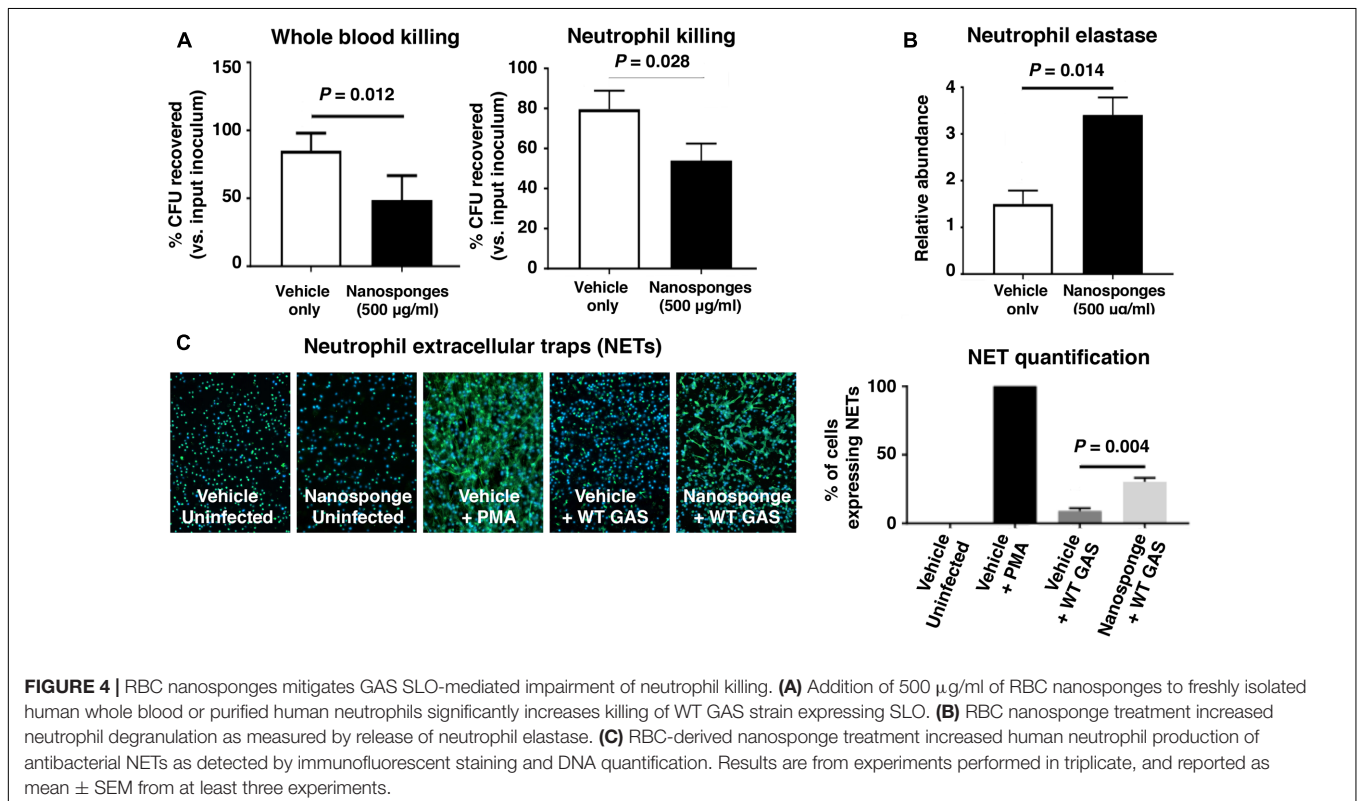 A
Whole blood killing
150
100
50
0
% CFU recovered
(vs. input inoculum)
P = 0.012
Vehicle
only
Nanosponges
(500 µg/ml)
Neutrophil killing
100
80
60
40
20
0
% CFU recovered
(vs. input inoculum)
P = 0.028
Vehicle
only
Nanosponges
(500 µg/ml)
B
Neutrophil elastase
P = 0.014
4
3
2
1
0
Relative abundance
Vehicle
only
Nanosponges
(500 µg/ml)
C
Neutrophil extracellular traps (NETs)
Vehicle
Uninfected
Nanosponge
Uninfected
Vehicle
+ PMA
Vehicle
+ WT GAS
Nanosponge
+ WT GAS
NET quantification
100
50
0
% of cells
expressing NETs
P = 0.004
Vehicle
Uninfected
Vehicle
+ PMA
Vehicle
+ WT GAS
Nanosponge
+ WT GAS
FIGURE 4 | RBC nanosponges mitigates GAS SLO-mediated impairment of neutrophil killing. (A) Addition of 500 µg/ml of RBC nanosponges to freshly isolated
human whole blood or purified human neutrophils significantly increases killing of WT GAS strain expressing SLO. (B) RBC nanosponge treatment increased
neutrophil degranulation as measured by release of neutrophil elastase. (C) RBC-derived nanosponge treatment increased human neutrophil production of
antibacterial NETs as detected by immunofluorescent staining and DNA quantification. Results are from experiments performed in triplicate, and reported as
mean ± SEM from at least three experiments.